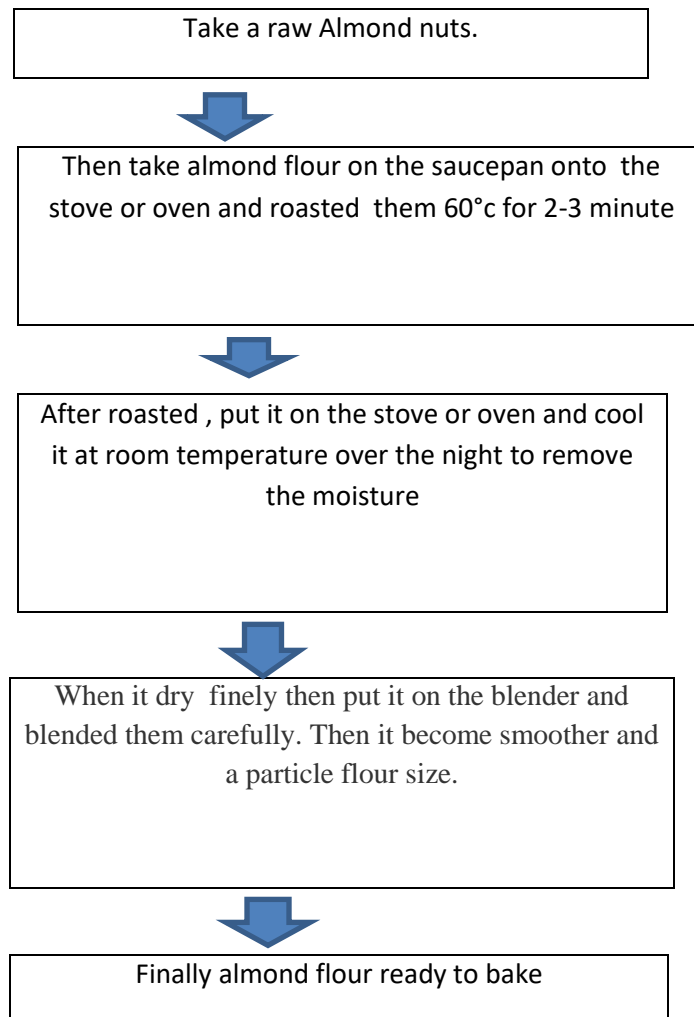 Take a raw Almond nuts.
Then take almond flour on the saucepan onto the
stove or oven and roasted them 60°c for 2-3 minute
After roasted , put it on the stove or oven and cool
it at room temperature over the night to remove
the moisture
When it dry finely then put it on the blender and
blended them carefully. Then it become smoother and
a particle flour size.
Finally almond flour ready to bake